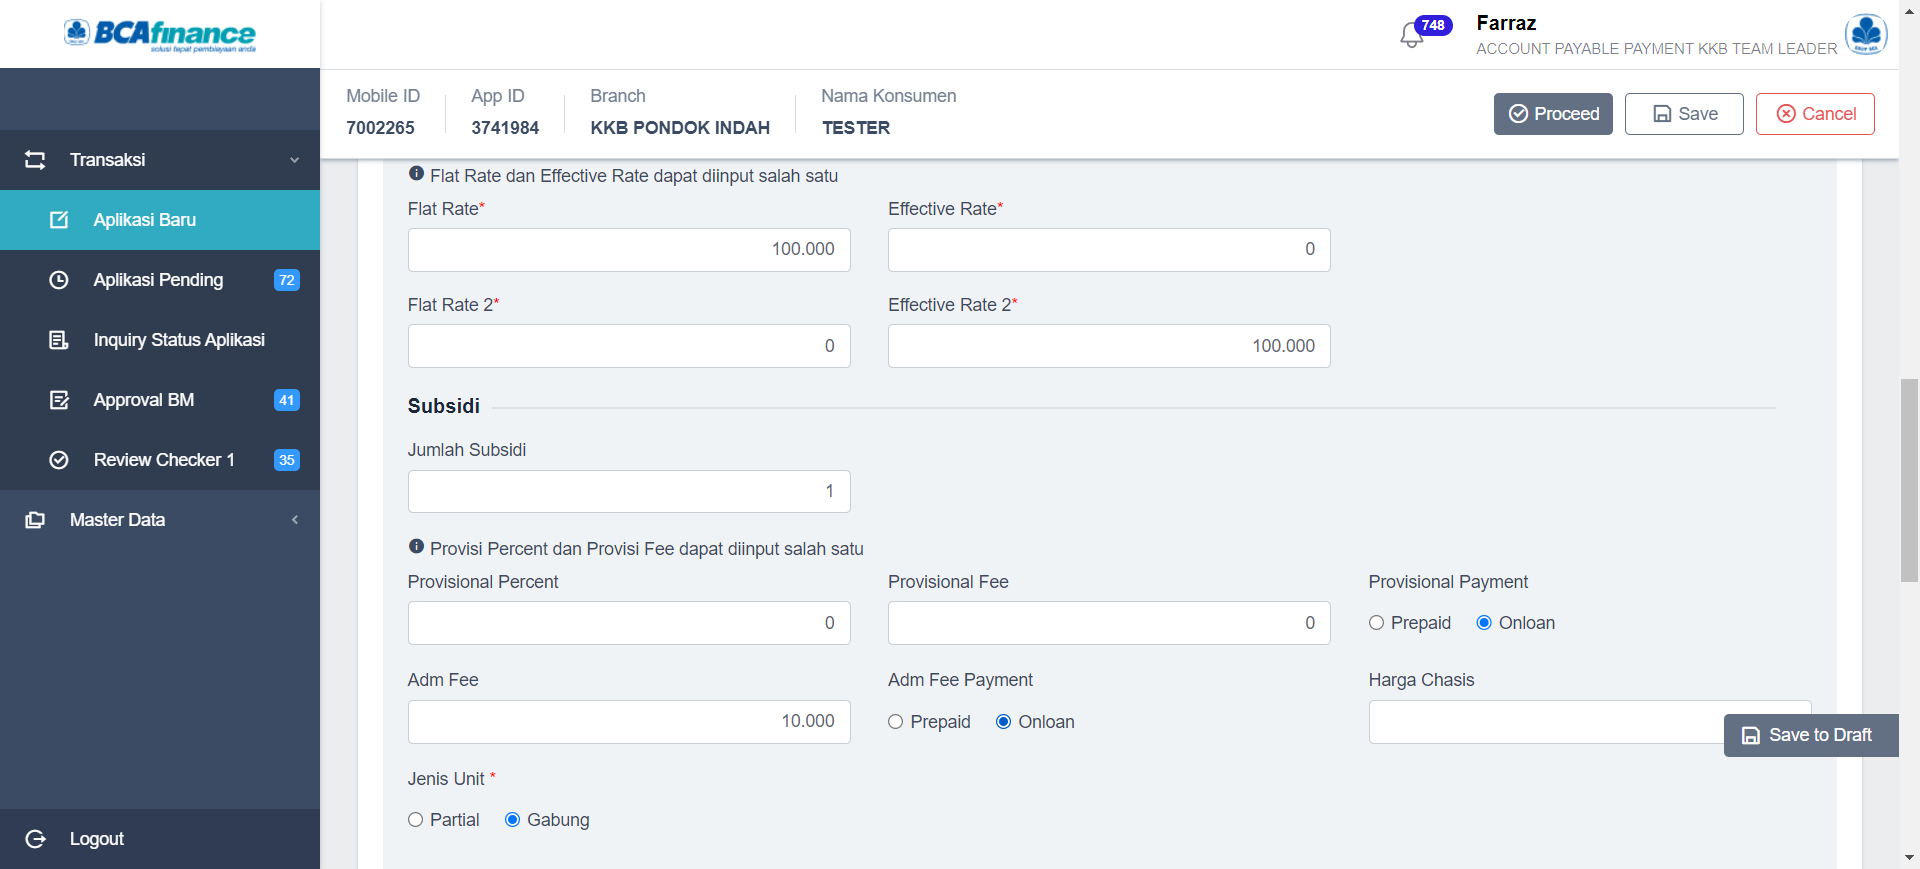 BCAfinance
solusi tepat pembiayaan anda
748
Farraz
ACCOUNT PAYABLE PAYMENT KKB TEAM LEADER
Mobile ID
7002265
App ID
3741984
Branch
KKB PONDOK INDAH
Nama Konsumen
TESTER
Proceed
Save
Cancel
Transaksi
Aplikasi Baru
Aplikasi Pending 72
Inquiry Status Aplikasi
Approval BM 41
Review Checker 1 35
Master Data
Logout
Flat Rate dan Effective Rate dapat diinput salah satu
Flat Rate*
100.000
Effective Rate*
0
Flat Rate 2*
0
Effective Rate 2*
100.000
Subsidi
Jumlah Subsidi
1
Provisi Percent dan Provisi Fee dapat diinput salah satu
Provisional Percent
0
Provisional Fee
0
Provisional Payment
Prepaid Onloan
Adm Fee
10.000
Adm Fee Payment
Prepaid Onloan
Harga Chasis
Save to Draft
Jenis Unit *
Partial Gabung